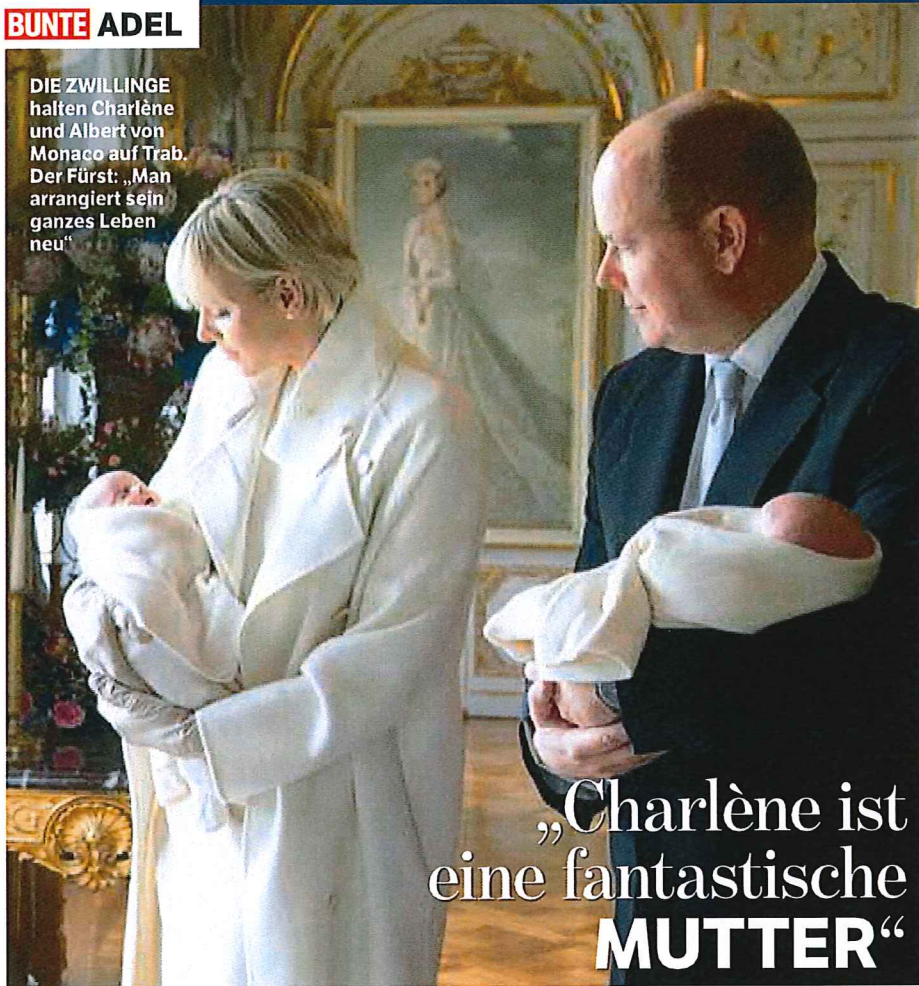 BUNTE ADEL
DIE ZWILLINGE
halten Charlène
und Albert von
Monaco auf Trab.
Der Fürst: „Man
arrangiert sein
ganzes Leben
neu“
„Charlène ist
eine fantastische
MUTTER“